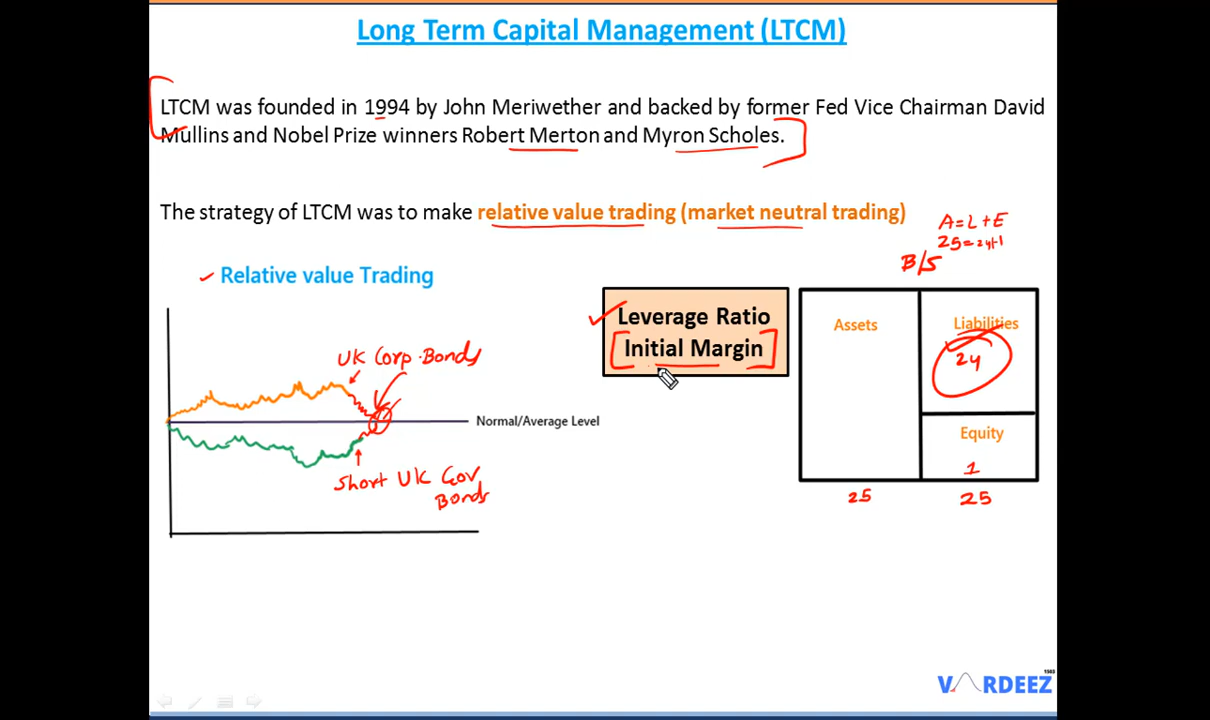 Long Term Capital Management (LTCM)
LTCM was founded in 1994 by John Meriwether and backed by former Fed Vice Chairman David
Mullins and Nobel Prize winners Robert Merton and Myron Scholes.
The strategy of LTCM was to make relative value trading (market neutral trading)
A=L+E
25=24+1
B/S
Relative value Trading
Leverage Ratio
Initial Margin
Assets
Liabilities
24
UK Corp. Bonds
Normal/Average Level
Equity
1
Short UK Gov
Bonds
25
25
VARDEEZ